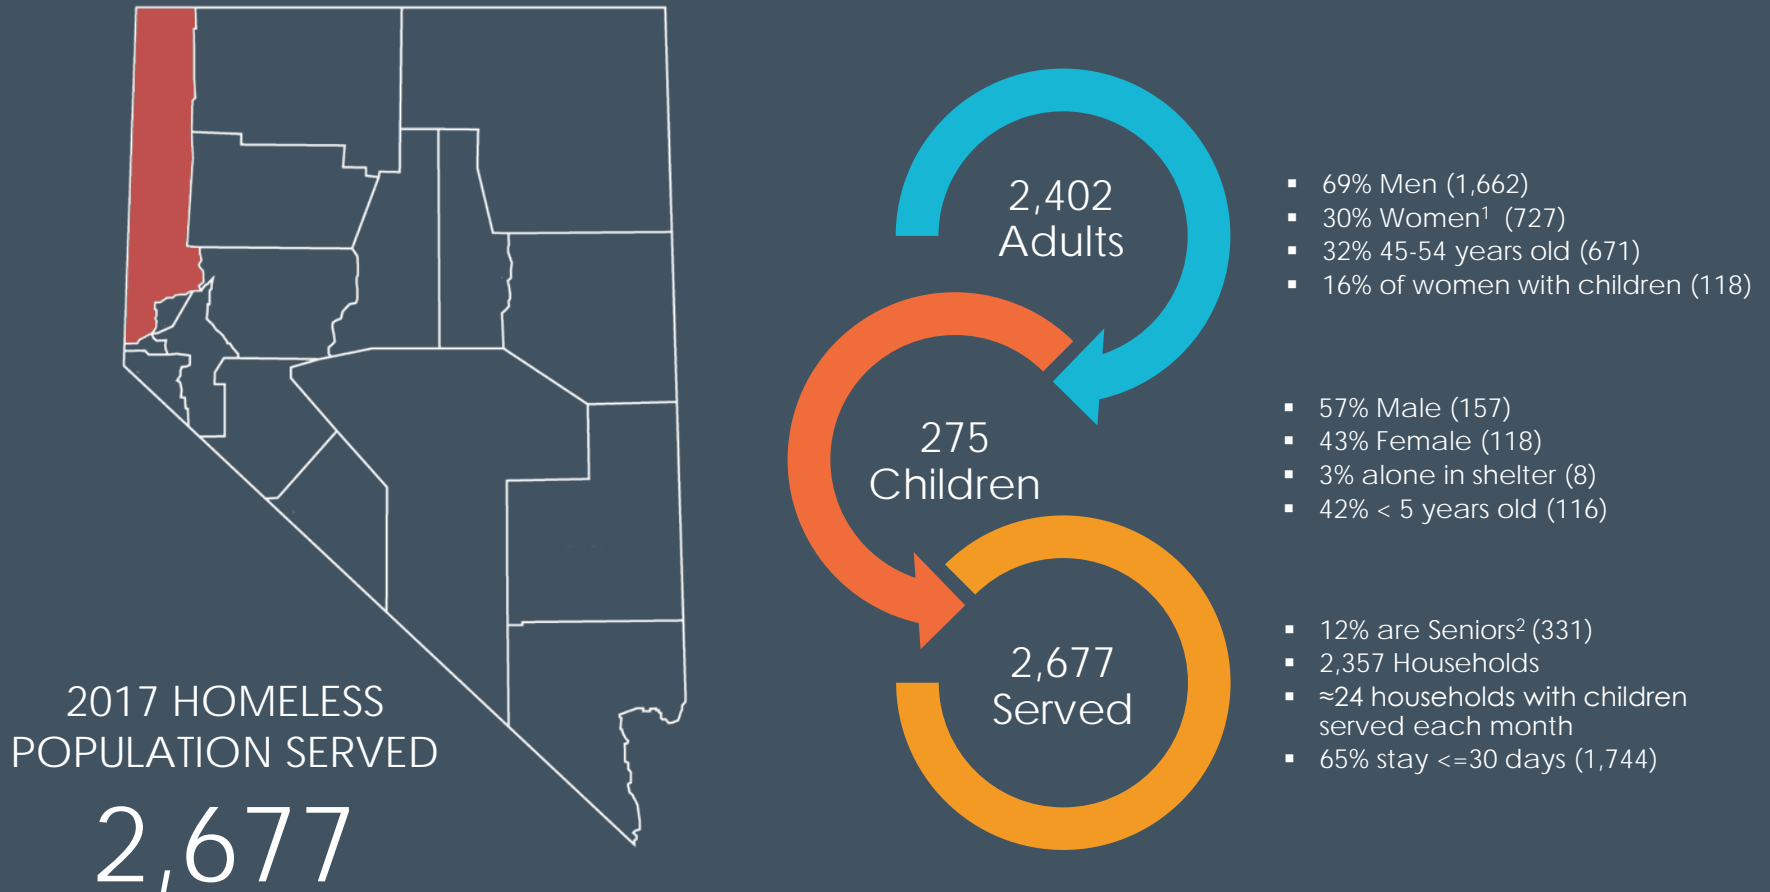 2017 HOMELESS
POPULATION SERVED
2,677
2,402
Adults
▪ 69% Men (1,662)
▪ 30% Women¹ (727)
▪ 32% 45-54 years old (671)
▪ 16% of women with children (118)
275
Children
▪ 57% Male (157)
▪ 43% Female (118)
▪ 3% alone in shelter (8)
▪ 42% < 5 years old (116)
2,677
Served
▪ 12% are Seniors² (331)
▪ 2,357 Households
▪ ≈24 households with children
served each month
▪ 65% stay <=30 days (1,744)